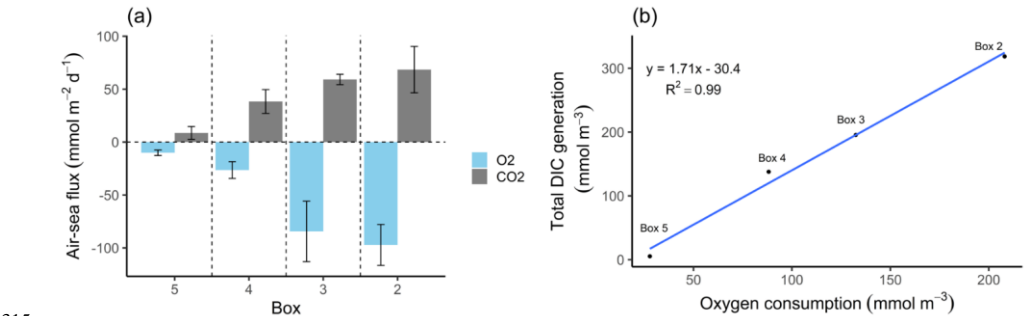 (a)
100
50
0
-50
-100
Air-sea flux (mmol m⁻² d⁻¹)
5
4
3
2
Box
O2
CO2
(b)
y = 1.71x - 30.4
R² = 0.99
Box 2
Box 3
Box 4
Box 5
300
200
100
0
Total DIC generation
(mmol m⁻³)
50
100
150
200
Oxygen consumption (mmol m⁻³)